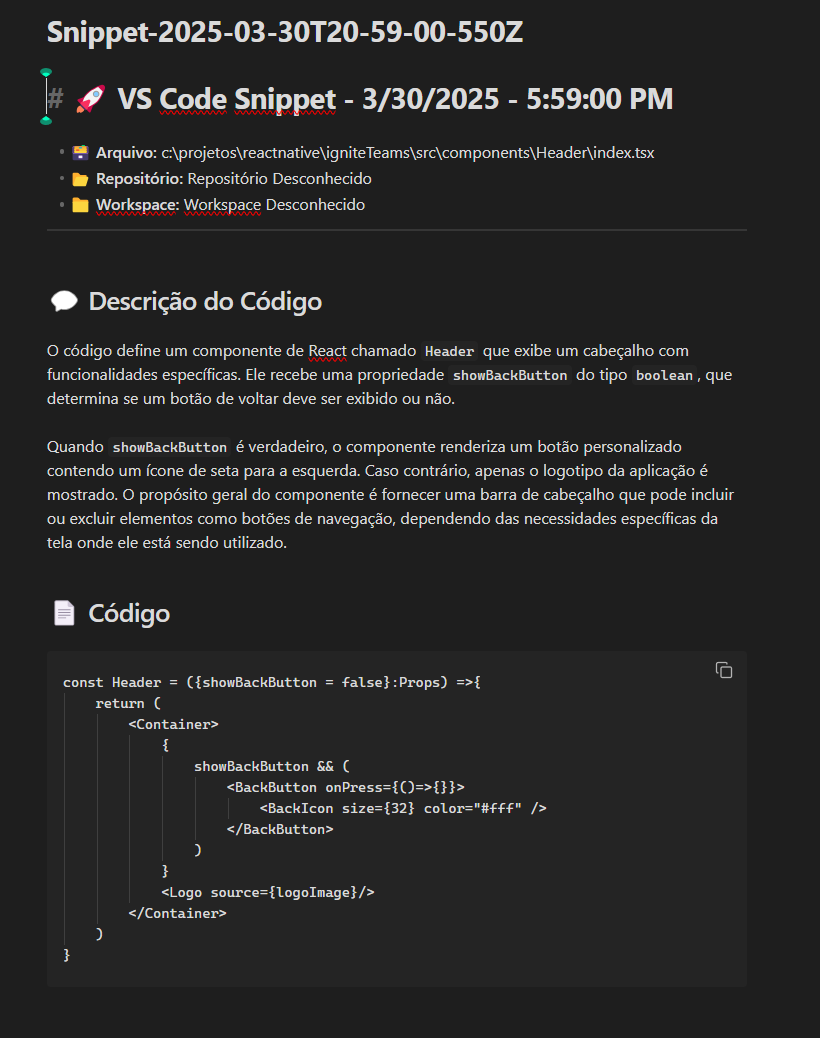 Snippet-2025-03-30T20-59-00-550Z
# 🚀 VS Code Snippet - 3/30/2025 - 5:59:00 PM
• 🗃 Arquivo: c:\projetos\reactnative\igniteTeams\src\components\Header\index.tsx
• 📂 Repositório: Repositório Desconhecido
• 📁 Workspace: Workspace Desconhecido
💬 Descrição do Código
O código define um componente de React chamado Header que exibe um cabeçalho com
funcionalidades específicas. Ele recebe uma propriedade showBackButton do tipo boolean, que
determina se um botão de voltar deve ser exibido ou não.
Quando showBackButton é verdadeiro, o componente renderiza um botão personalizado
contendo um ícone de seta para a esquerda. Caso contrário, apenas o logotipo da aplicação é
mostrado. O propósito geral do componente é fornecer uma barra de cabeçalho que pode incluir
ou excluir elementos como botões de navegação, dependendo das necessidades específicas da
tela onde ele está sendo utilizado.
📄 Código
const Header = ({showBackButton = false}:Props) =>{
    return (
        <Container>
            {
                showBackButton && (
                    <BackButton onPress={()=>{}}>
                        <BackIcon size={32} color="#fff" />
                    </BackButton>
                )
            }
            <Logo source={logoImage}/>
        </Container>
    )
}